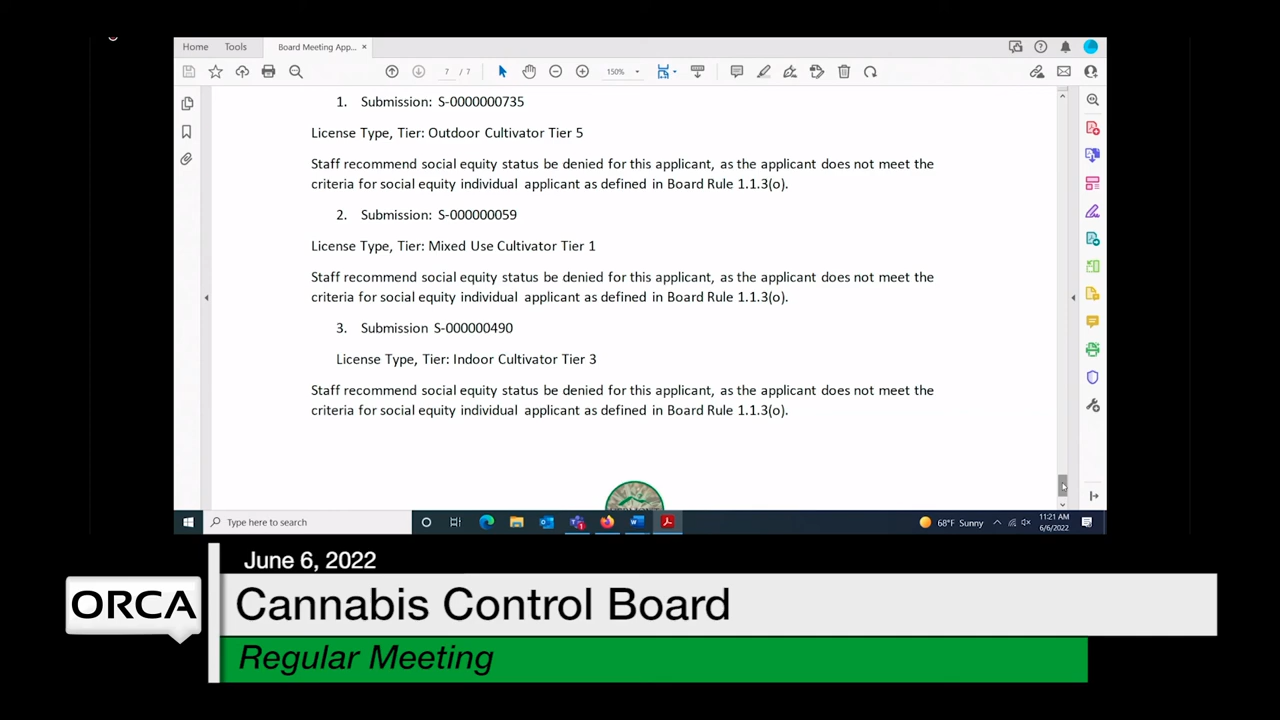 Home
Tools
Board Meeting App...
7 / 7
150%
1. Submission: S-0000000735
License Type, Tier: Outdoor Cultivator Tier 5
Staff recommend social equity status be denied for this applicant, as the applicant does not meet the
criteria for social equity individual applicant as defined in Board Rule 1.1.3(o).
2. Submission: S-000000059
License Type, Tier: Mixed Use Cultivator Tier 1
Staff recommend social equity status be denied for this applicant, as the applicant does not meet the
criteria for social equity individual applicant as defined in Board Rule 1.1.3(o).
3. Submission S-000000490
License Type, Tier: Indoor Cultivator Tier 3
Staff recommend social equity status be denied for this applicant, as the applicant does not meet the
criteria for social equity individual applicant as defined in Board Rule 1.1.3(o).
Type here to search
68°F Sunny
11:21 AM
6/6/2022
June 6, 2022
ORCA
Cannabis Control Board
Regular Meeting